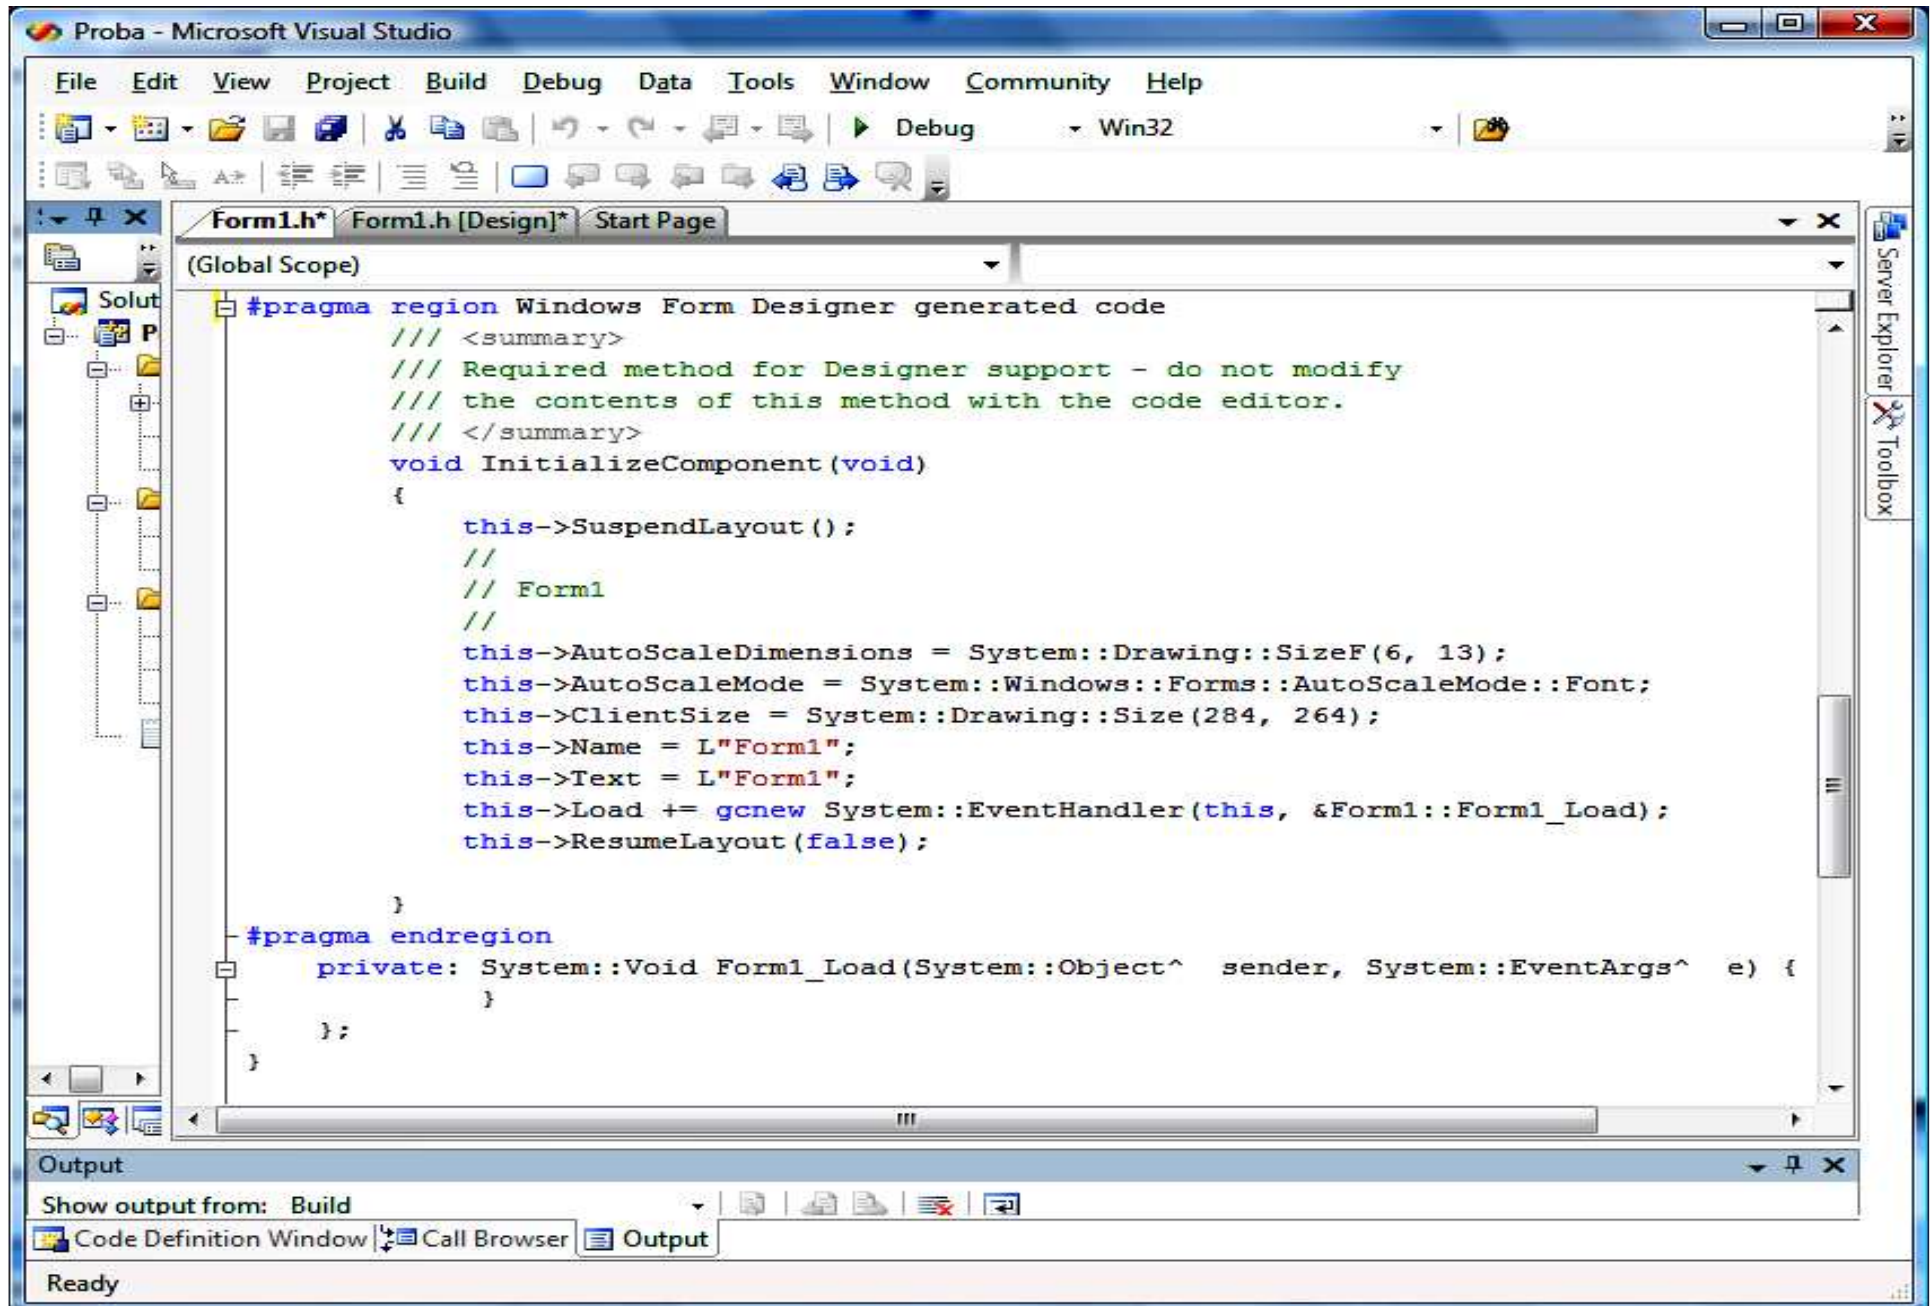 Proba - Microsoft Visual Studio
File Edit View Project Build Debug Data Tools Window Community Help
Debug Win32
Form1.h* Form1.h [Design]* Start Page
(Global Scope)
Solut
P
#pragma region Windows Form Designer generated code
/// <summary>
/// Required method for Designer support - do not modify
/// the contents of this method with the code editor.
/// </summary>
void InitializeComponent(void)
{
this->SuspendLayout();
//
// Form1
//
this->AutoScaleDimensions = System::Drawing::SizeF(6, 13);
this->AutoScaleMode = System::Windows::Forms::AutoScaleMode::Font;
this->ClientSize = System::Drawing::Size(284, 264);
this->Name = L"Form1";
this->Text = L"Form1";
this->Load += gcnew System::EventHandler(this, &Form1::Form1_Load);
this->ResumeLayout(false);
}
#pragma endregion
private: System::Void Form1_Load(System::Object^ sender, System::EventArgs^ e) {
}
};
}
Server Explorer
Toolbox
Output
Show output from: Build
Code Definition Window Call Browser Output
Ready